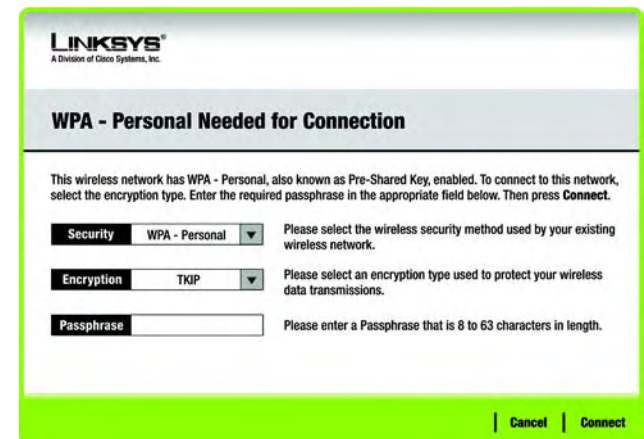 LINKSYS®
A Division of Cisco Systems, Inc.
WPA - Personal Needed for Connection
This wireless network has WPA - Personal, also known as Pre-Shared Key, enabled. To connect to this network,
select the encryption type. Enter the required passphrase in the appropriate field below. Then press Connect.
Security WPA - Personal Please select the wireless security method used by your existing
wireless network.
Encryption TKIP Please select an encryption type used to protect your wireless
data transmissions.
Passphrase Please enter a Passphrase that is 8 to 63 characters in length.
Cancel Connect